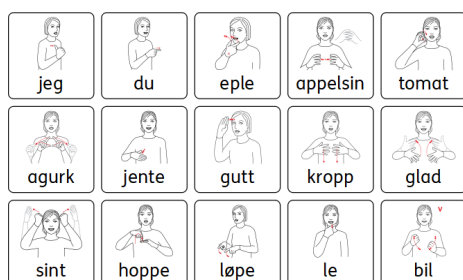 jeg du eple appelsin tomat
agurk jente gutt kropp glad
V
sint hoppe løpe le bil